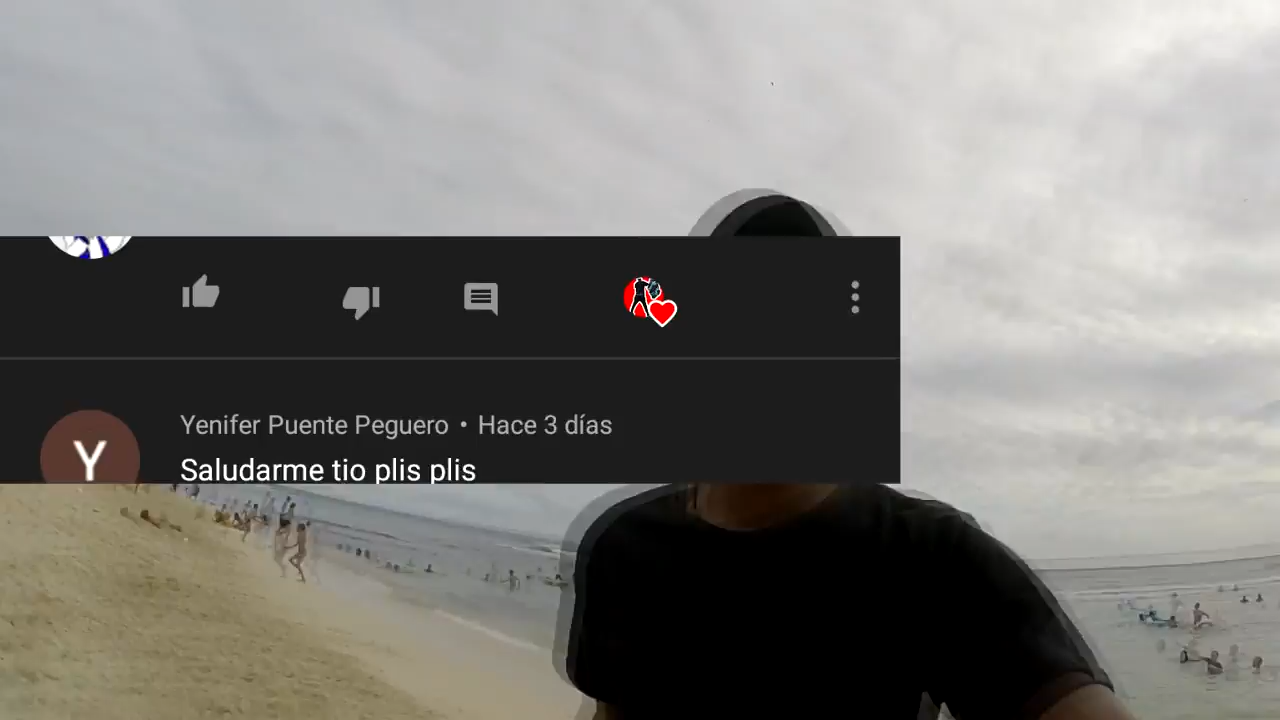 Yenifer Puente Peguero • Hace 3 días
Y
Saludarme tio plis plis